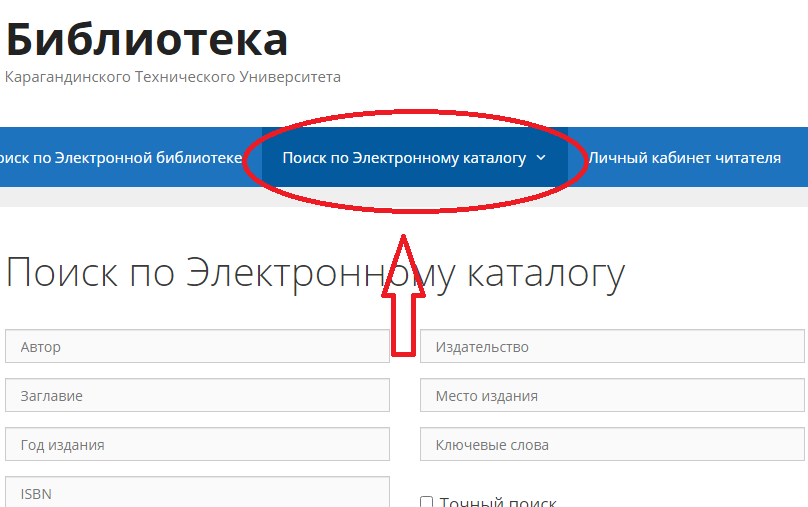 Библиотека
Карагандинского Технического Университета
оиск по Электронной библиотеке
Поиск по Электронному каталогу
Личный кабинет читателя
Поиск по Электронному каталогу
Автор
Издательство
Заглавие
Место издания
Год издания
Ключевые слова
ISBN
Точный поиск